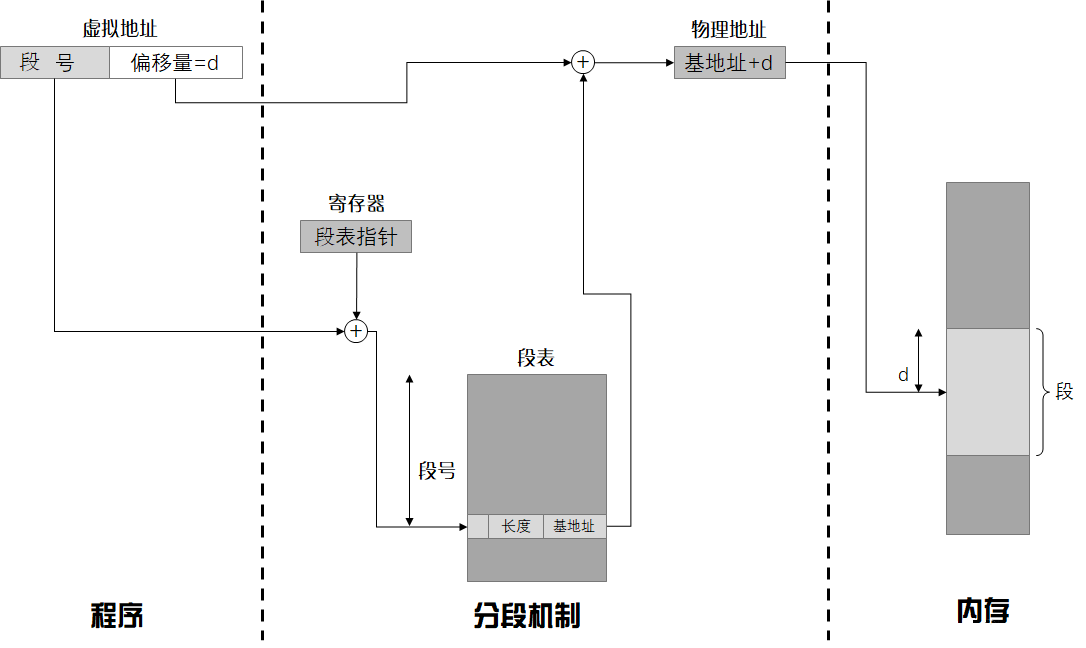 虚拟地址
段 号
偏移量=d
物理地址
+
基地址+d
寄存器
段表指针
+
段表
段号
长度
基地址
d
段
程序
分段机制
内存